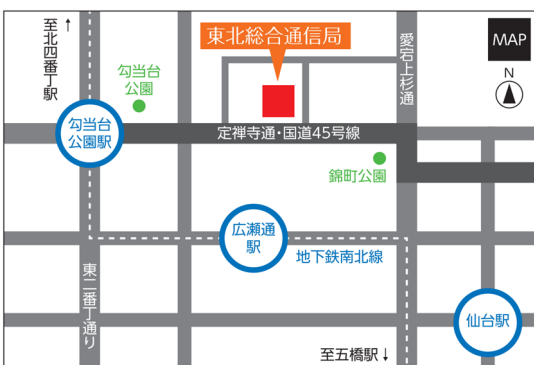 至北四番丁駅↑
東北総合通信局
愛宕上杉通
MAP
N
勾当台
公園
勾当台
公園駅
定禅寺通・国道45号線
錦町公園
広瀬通
駅
地下鉄南北線
東二番丁通り
仙台駅
至五橋駅↓